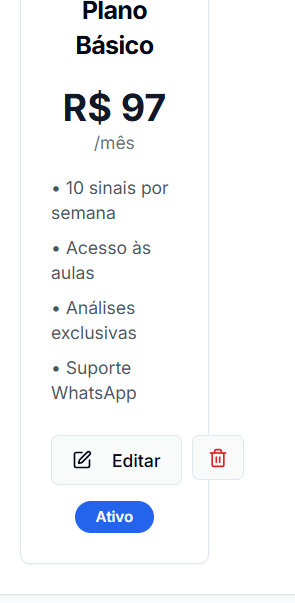 Plano
Básico
R$ 97
/mês
• 10 sinais por
semana
• Acesso às
aulas
• Análises
exclusivas
• Suporte
WhatsApp
Editar
Ativo